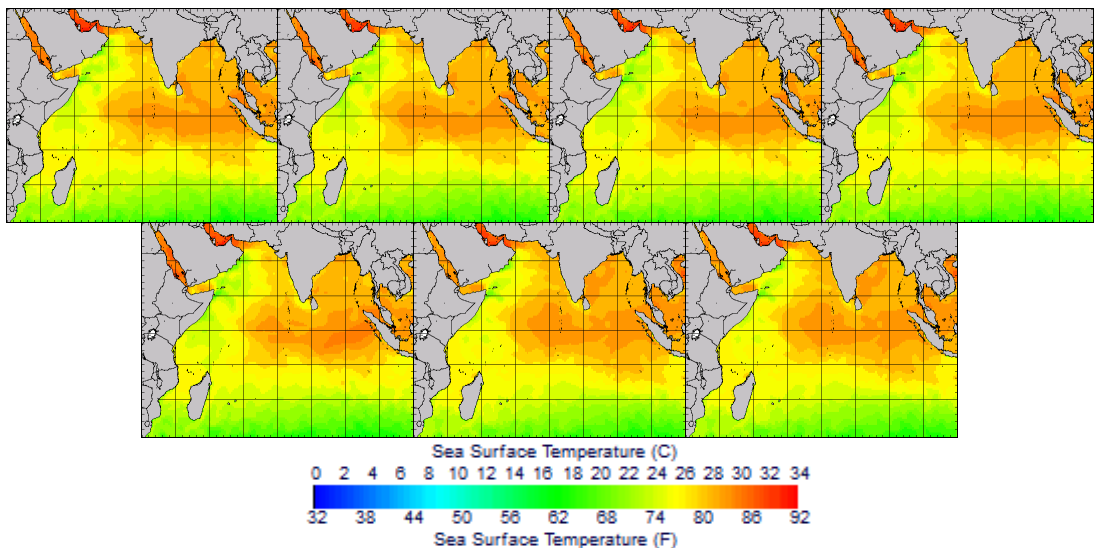 Sea Surface Temperature (C)
0 2 4 6 8 10 12 14 16 18 20 22 24 26 28 30 32 34
32 38 44 50 56 62 68 74 80 86 92
Sea Surface Temperature (F)